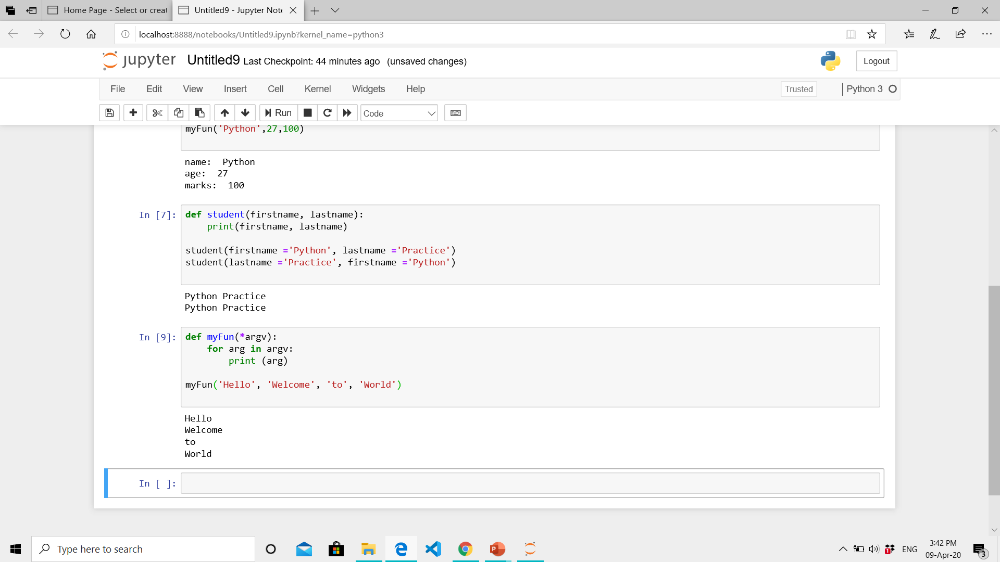 Home Page - Select or creat
Untitled9 - Jupyter Note
localhost:8888/notebooks/Untitled9.ipynb?kernel_name=python3
jupyter Untitled9 Last Checkpoint: 44 minutes ago (unsaved changes)
Logout
File Edit View Insert Cell Kernel Widgets Help
Trusted
Python 3
Run
Code
myFun('Python',27,100)
name:  Python
age:  27
marks:  100
In [7]:
def student(firstname, lastname):
    print(firstname, lastname)
student(firstname ='Python', lastname ='Practice')
student(lastname ='Practice', firstname ='Python')
Python Practice
Python Practice
In [9]:
def myFun(*argv):
    for arg in argv:
        print (arg)
myFun('Hello', 'Welcome', 'to', 'World')
Hello
Welcome
to
World
In [ ]:
Type here to search
1
ENG
3:42 PM
09-Apr-20
3